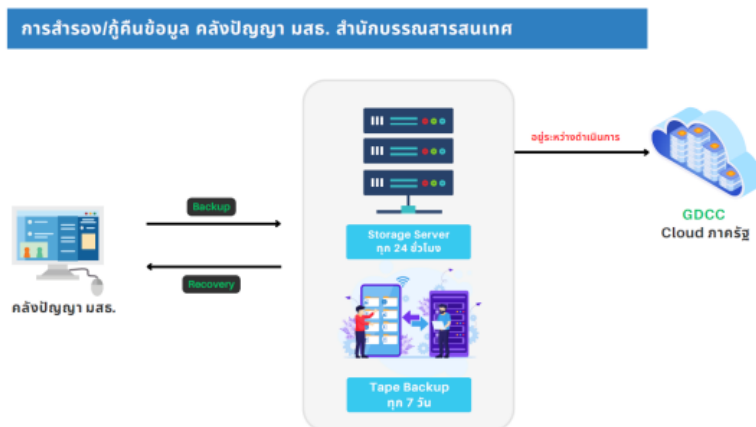 การสำรอง/กู้คืนข้อมูล คลังปัญญา มสธ. สำนักบรรณสารสนเทศ
อยู่ระหว่างดำเนินการ
Backup
GDCC
Cloud ภาครัฐ
Storage Server
ทุก 24 ชั่วโมง
Recovery
คลังปัญญา มสธ.
Tape Backup
ทุก 7 วัน